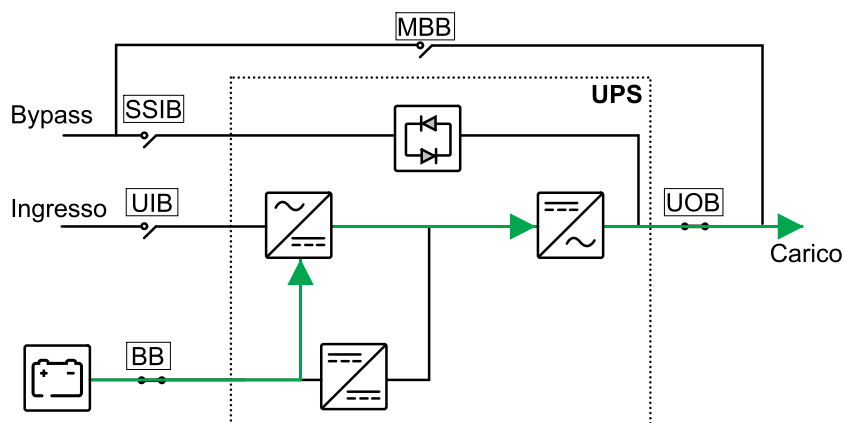 MBB
UPS
Bypass
SSIB
Ingresso
UIB
UOB
Carico
BB